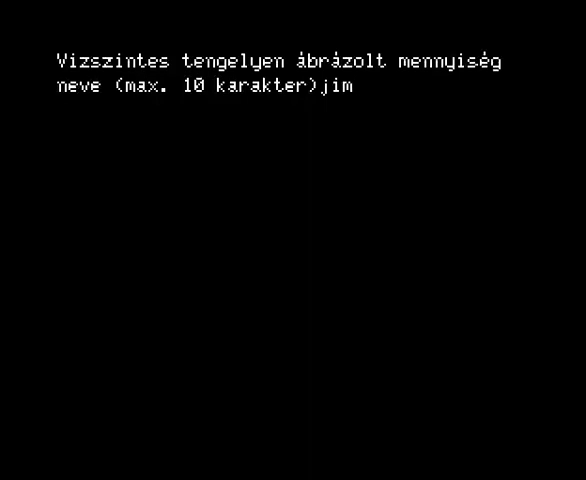 Vizszintes tengelyen ábrázolt mennyiség
neve (max. 10 karakter)jim